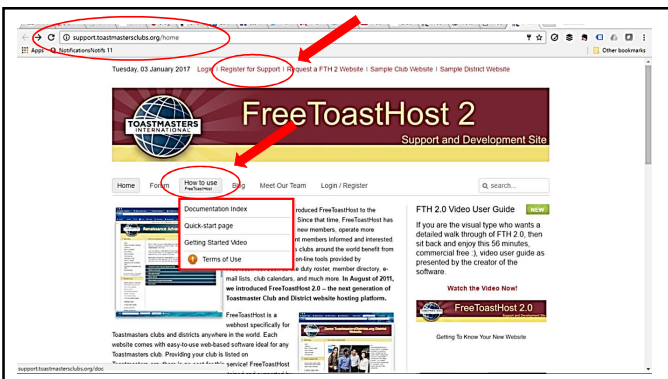 support.toastmastersclubs.org/home
Apps
NotificationsNotifs 11
Other bookmarks
Tuesday, 03 January 2017
Login | Register for Support | Request a FTH 2 Website | Sample Club Website | Sample District Website
TOASTMASTERS
INTERNATIONAL
FreeToastHost 2
Support and Development Site
Home
Forum
How to use
FreeToastHost
Blog
Meet Our Team
Login / Register
search...
Documentation Index
Quick-start page
Getting Started Video
Terms of Use
roduced FreeToastHost to the
Since that time, FreeToastHost has
new members, operate more
nt members informed and interested.
clubs around the world benefit from
on-line tools provided by
duty roster, member directory, e-
mail lists, club calendars, and much more. In August of 2011,
we introduced FreeToastHost 2.0 – the next generation of
Toastmaster Club and District website hosting platform.
FreeToastHost is a
webhost specifically for
Toastmasters clubs and districts anywhere in the world. Each
website comes with easy-to-use web-based software ideal for any
Toastmasters club. Providing your club is listed on
service! FreeToastHost
FTH 2.0 Video User Guide
NEW
If you are the visual type who wants a
detailed walk through of FTH 2.0, then
sit back and enjoy this 56 minutes,
commercial free :), video user guide as
presented by the creator of the
software.
Watch the Video Now!
FreeToastHost 2.0
Getting To Know Your New Website
support.toastmastersclubs.org/doc